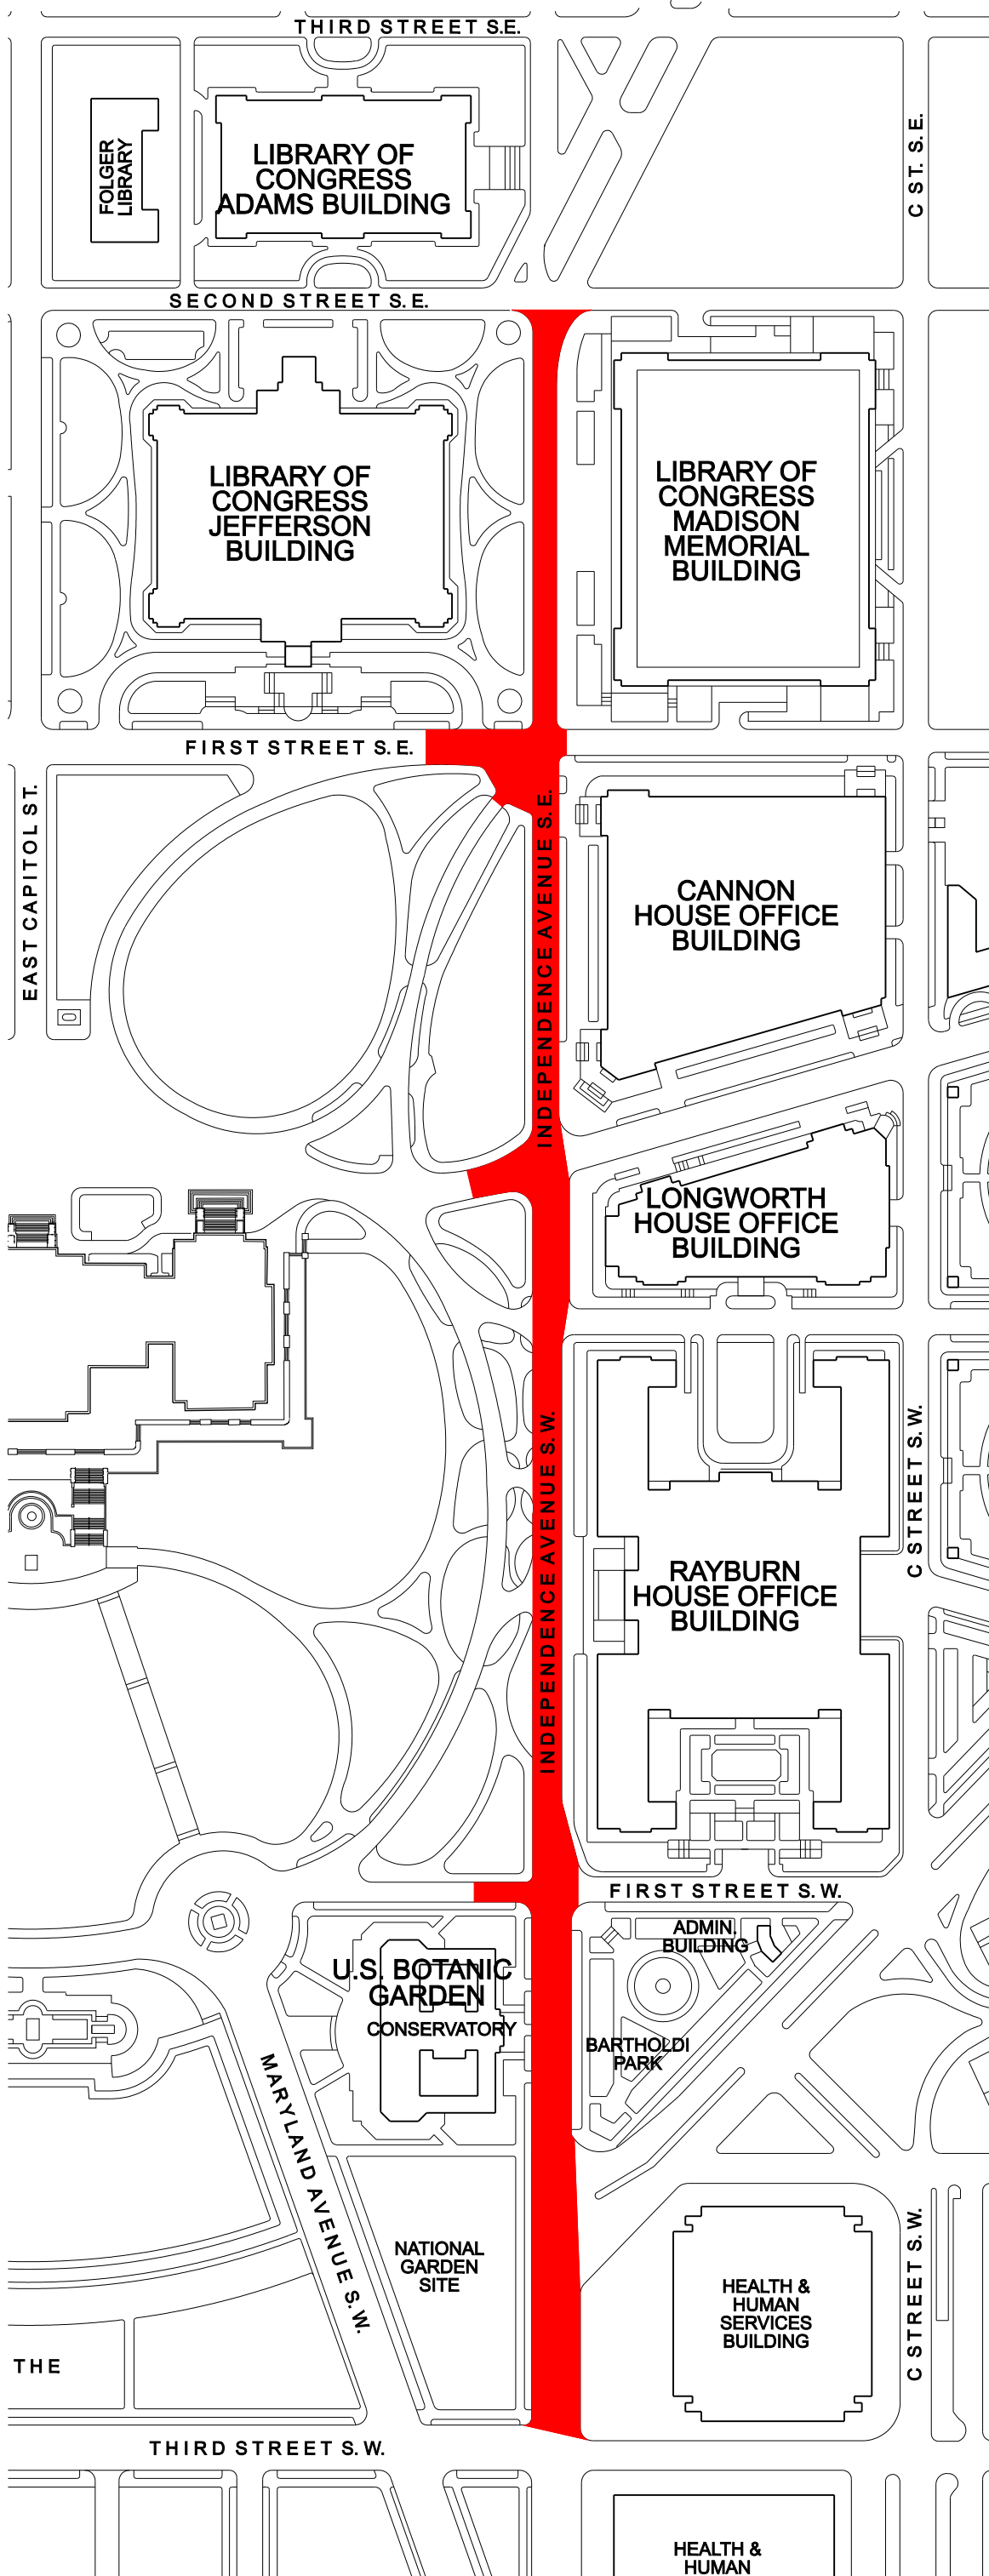 THIRD STREET S.E.
FOLGER
LIBRARY
LIBRARY OF
CONGRESS
ADAMS BUILDING
C ST. S.E.
SECOND STREET S.E.
LIBRARY OF
CONGRESS
JEFFERSON
BUILDING
LIBRARY OF
CONGRESS
MADISON
MEMORIAL
BUILDING
FIRST STREET S.E.
EAST CAPITOL ST.
INDEPENDENCE AVENUE S.E.
CANNON
HOUSE OFFICE
BUILDING
LONGWORTH
HOUSE OFFICE
BUILDING
INDEPENDENCE AVENUE S.W.
C STREET S.W.
RAYBURN
HOUSE OFFICE
BUILDING
FIRST STREET S.W.
ADMIN.
BUILDING
U.S. BOTANIC
GARDEN
CONSERVATORY
BARTHOLDI
PARK
MARYLAND AVENUE S.W.
NATIONAL
GARDEN
SITE
HEALTH &
HUMAN
SERVICES
BUILDING
C STREET S.W.
THE
THIRD STREET S.W.
HEALTH &
HUMAN